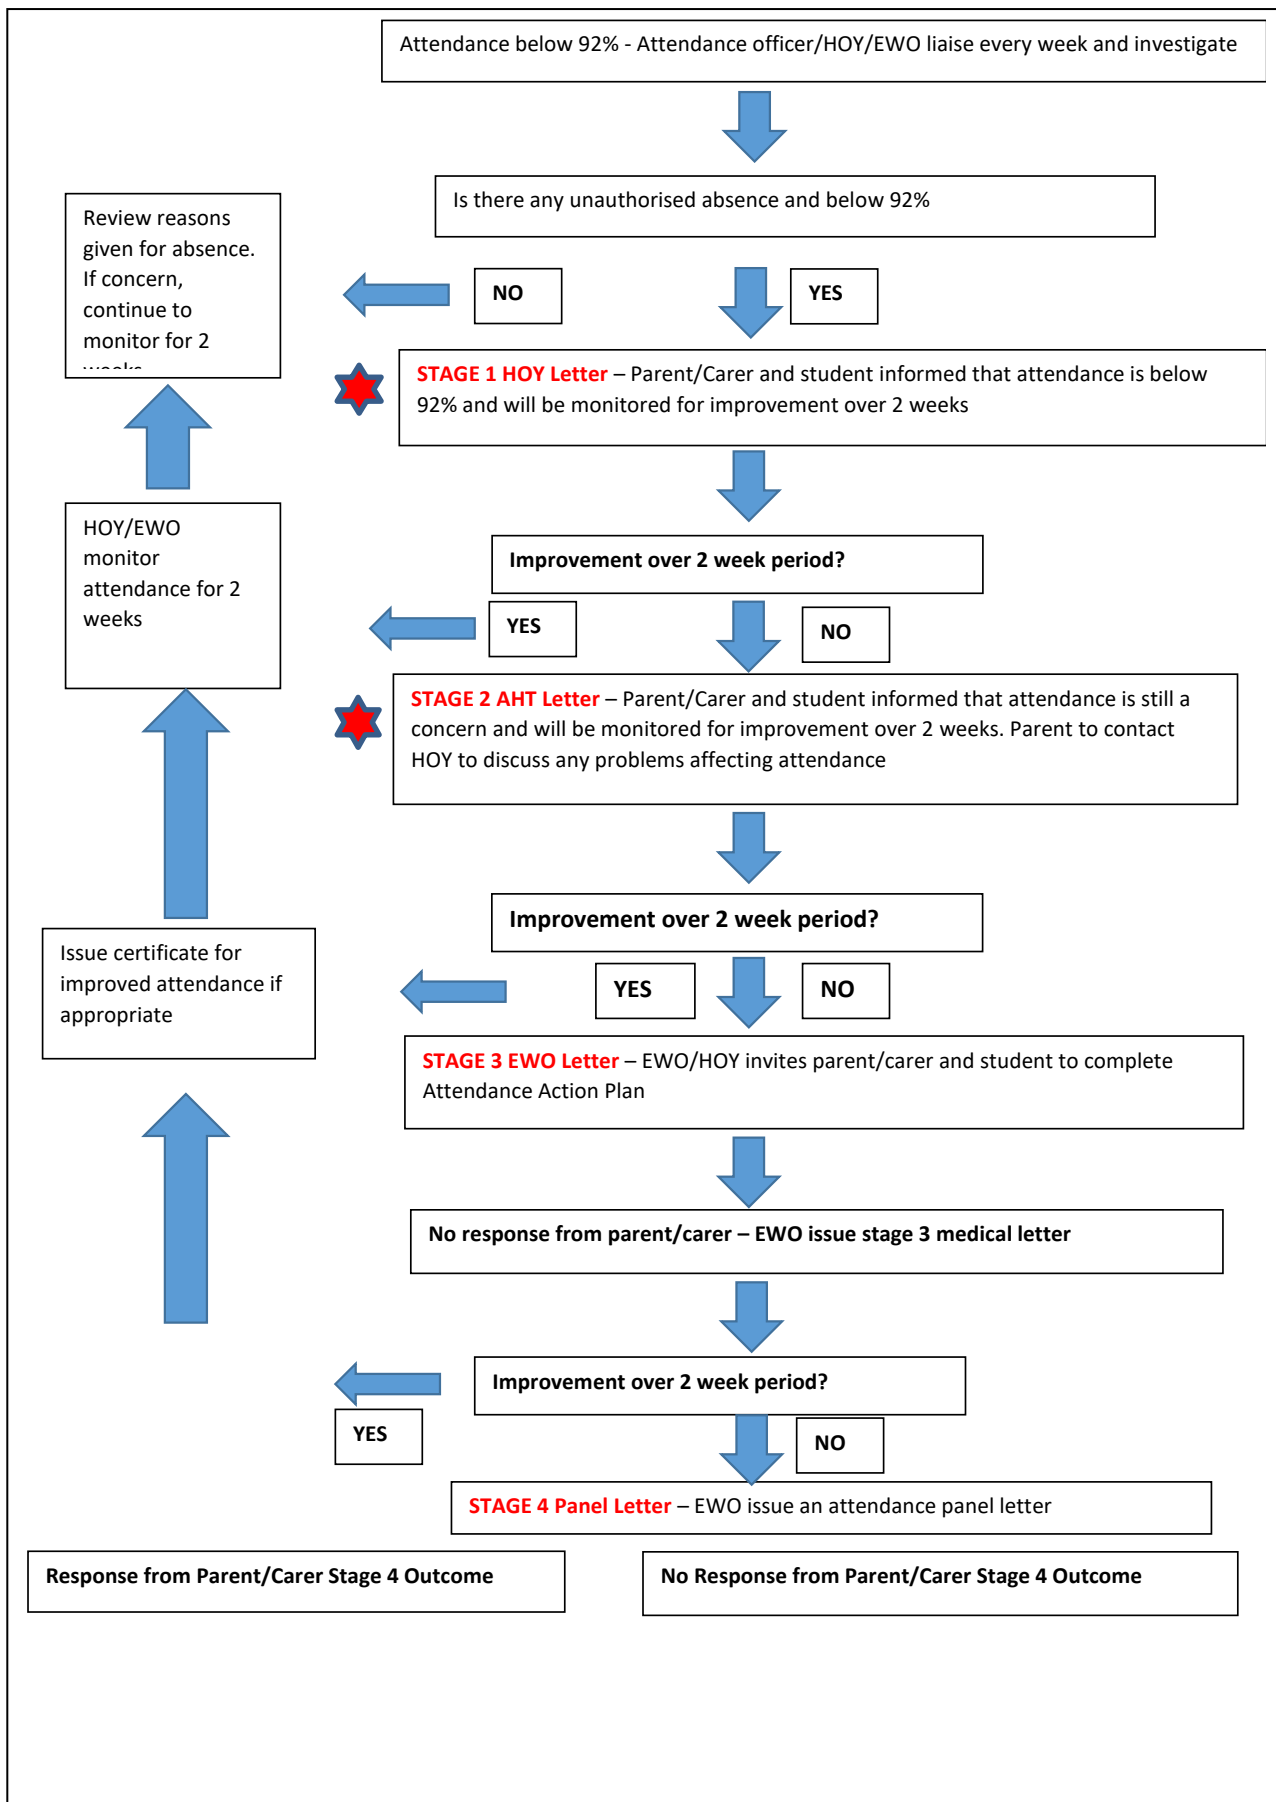 Attendance below 92% - Attendance officer/HOY/EWO liaise every week and investigate
Is there any unauthorised absence and below 92%
Review reasons
given for absence.
If concern,
continue to
monitor for 2
weeks
NO
YES
STAGE 1 HOY Letter – Parent/Carer and student informed that attendance is below
92% and will be monitored for improvement over 2 weeks
HOY/EWO
monitor
attendance for 2
weeks
Improvement over 2 week period?
YES
NO
STAGE 2 AHT Letter – Parent/Carer and student informed that attendance is still a
concern and will be monitored for improvement over 2 weeks. Parent to contact
HOY to discuss any problems affecting attendance
Improvement over 2 week period?
Issue certificate for
improved attendance if
appropriate
YES
NO
STAGE 3 EWO Letter – EWO/HOY invites parent/carer and student to complete
Attendance Action Plan
No response from parent/carer – EWO issue stage 3 medical letter
Improvement over 2 week period?
YES
NO
STAGE 4 Panel Letter – EWO issue an attendance panel letter
Response from Parent/Carer Stage 4 Outcome
No Response from Parent/Carer Stage 4 Outcome